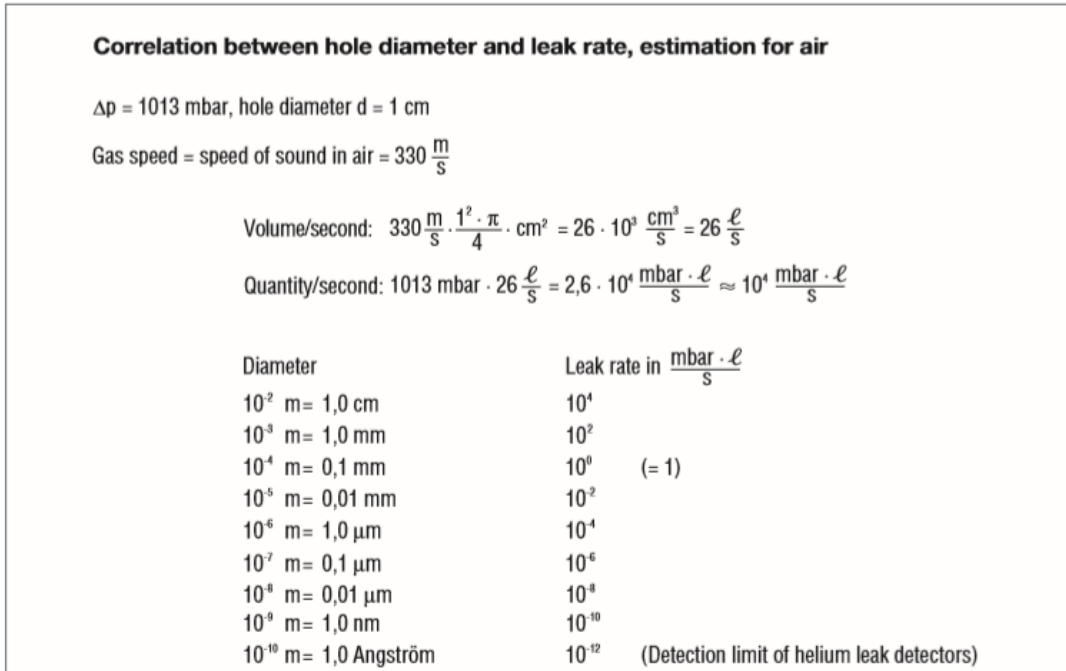 Correlation between hole diameter and leak rate, estimation for air
Δp = 1013 mbar, hole diameter d = 1 cm
Gas speed = speed of sound in air = 330 m/s
Volume/second: 330 m/s · 1² · π/4 · cm² = 26 · 10³ cm³/s = 26 ℓ/s
Quantity/second: 1013 mbar · 26 ℓ/s = 2,6 · 10⁴ mbar · ℓ/s ≈ 10⁴ mbar · ℓ/s
Diameter Leak rate in mbar · ℓ/s
10⁻² m= 1,0 cm 10⁴
10⁻³ m= 1,0 mm 10²
10⁻⁴ m= 0,1 mm 10⁰ (= 1)
10⁻⁵ m= 0,01 mm 10⁻²
10⁻⁶ m= 1,0 µm 10⁻⁴
10⁻⁷ m= 0,1 µm 10⁻⁶
10⁻⁸ m= 0,01 µm 10⁻⁸
10⁻⁹ m= 1,0 nm 10⁻¹⁰
10⁻¹⁰ m= 1,0 Angström 10⁻¹² (Detection limit of helium leak detectors)